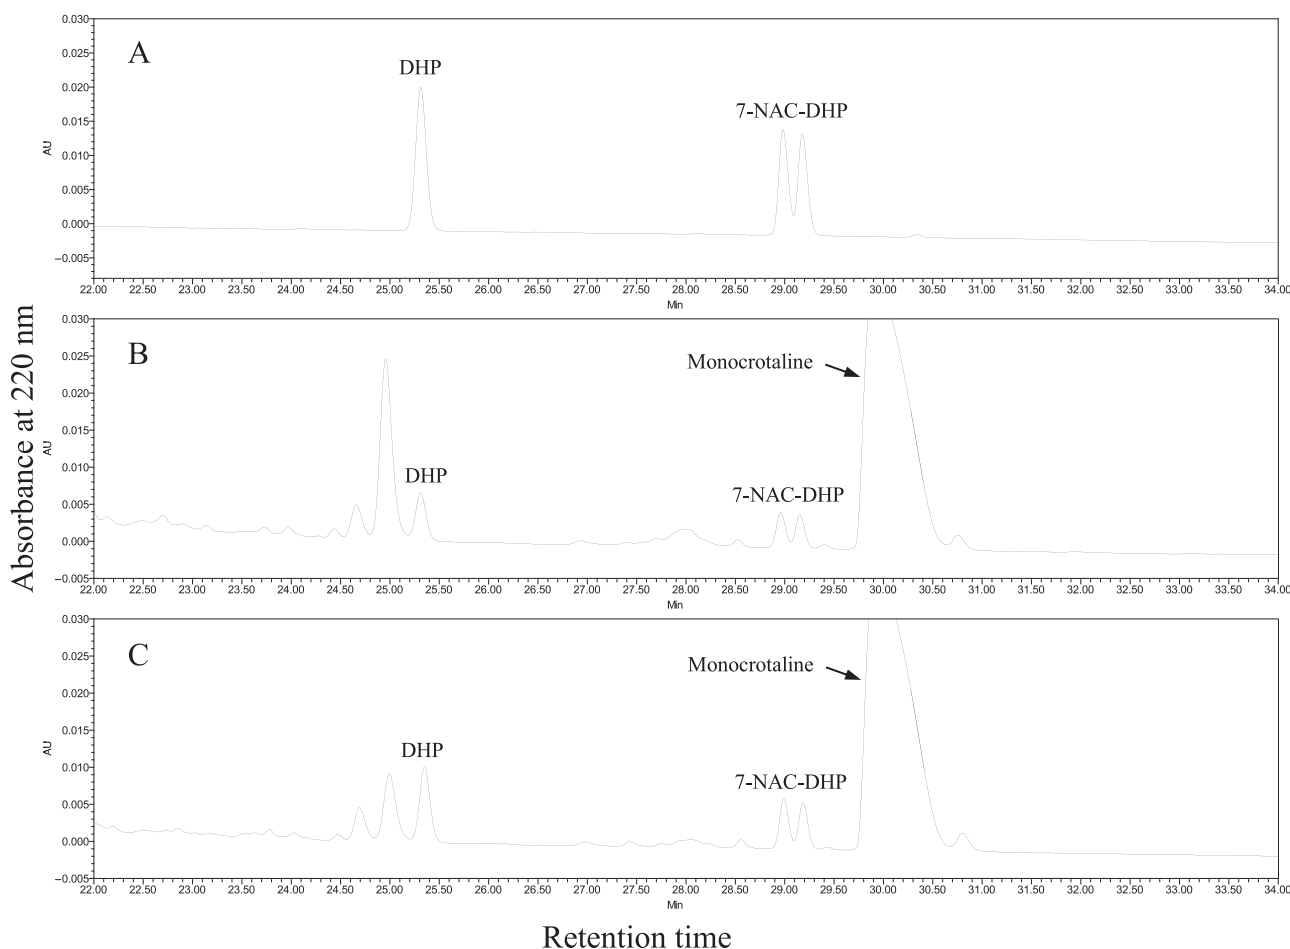 0.030
A
0.025
DHP
0.020
7-NAC-DHP
0.015
AU
0.010
0.005
0.000
−0.005
22.00 22.50 23.00 23.50 24.00 24.50 25.00 25.50 26.00 26.50 27.00 27.50 28.00 28.50 29.00 29.50 30.00 30.50 31.00 31.50 32.00 32.50 33.00 33.50 34.00
Min
Absorbance at 220 nm
0.030
B
0.025
Monocrotaline
0.020
0.015
AU
0.010
DHP
7-NAC-DHP
0.005
0.000
−0.005
22.00 22.50 23.00 23.50 24.00 24.50 25.00 25.50 26.00 26.50 27.00 27.50 28.00 28.50 29.00 29.50 30.00 30.50 31.00 31.50 32.00 32.50 33.00 33.50 34.00
Min
0.030
C
0.025
Monocrotaline
0.020
0.015
AU
DHP
0.010
7-NAC-DHP
0.005
0.000
−0.005
22.00 22.50 23.00 23.50 24.00 24.50 25.00 25.50 26.00 26.50 27.00 27.50 28.00 28.50 29.00 29.50 30.00 30.50 31.00 31.50 32.00 32.50 33.00 33.50 34.00
Min
Retention time